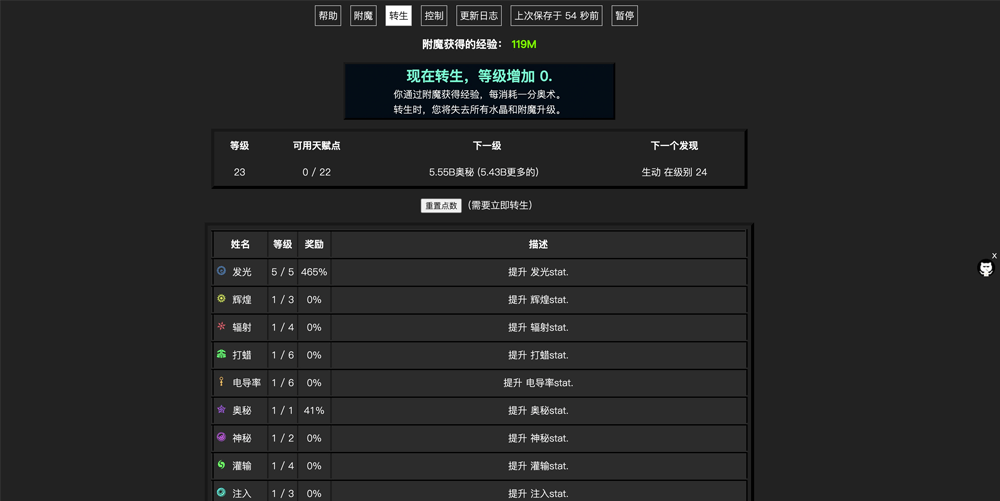 帮助 附魔 转生 控制 更新日志 上次保存于 54 秒前 暂停
附魔获得的经验： 119M
现在转生，等级增加 0.
你通过附魔获得经验，每消耗一分奥术。
转生时，您将失去所有水晶和附魔升级。
等级 可用天赋点 下一级 下一个发现
23 0 / 22 5.55B奥秘 (5.43B更多的) 生动 在级别 24
重置点数 (需要立即转生)
姓名 等级 奖励 描述
发光 5 / 5 465% 提升 发光stat.
辉煌 1 / 3 0% 提升 辉煌stat.
辐射 1 / 4 0% 提升 辐射stat.
打蜡 1 / 6 0% 提升 打蜡stat.
电导率 1 / 6 0% 提升 电导率stat.
奥秘 1 / 1 41% 提升 奥秘stat.
神秘 1 / 2 0% 提升 神秘stat.
灌输 1 / 4 0% 提升 灌输stat.
注入 1 / 3 0% 提升 注入stat.
x